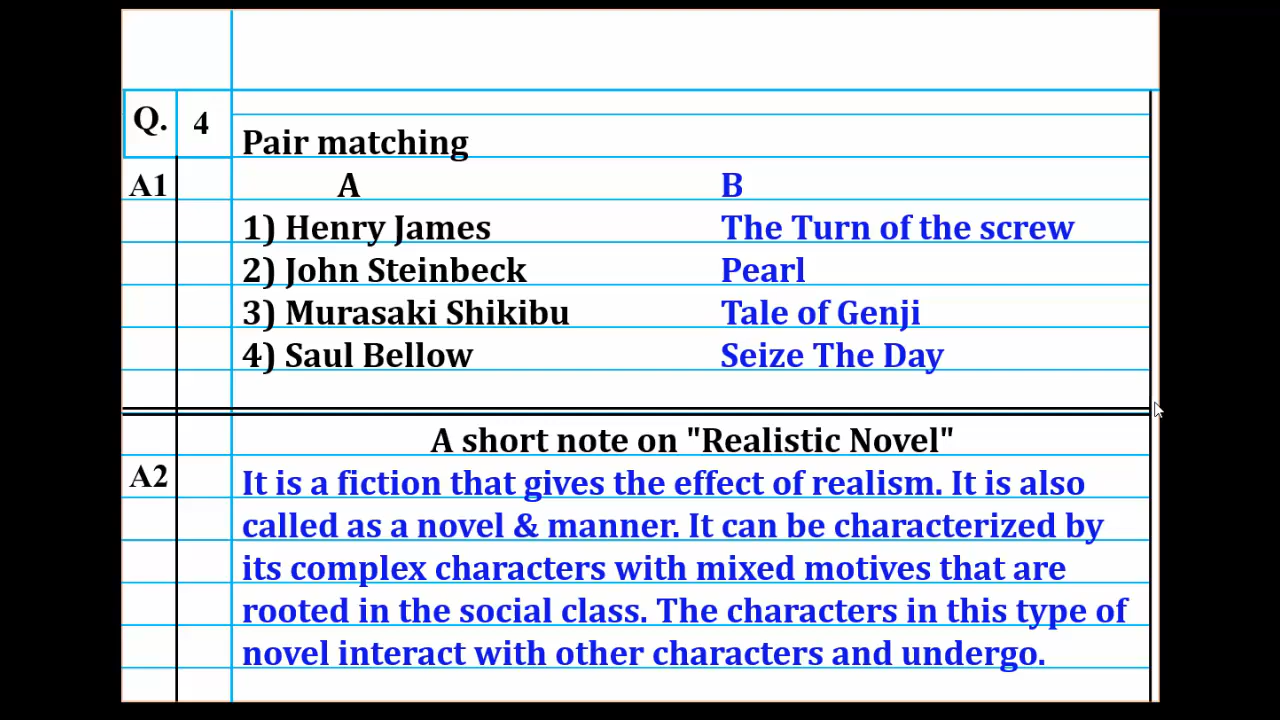 Q. 4
Pair matching
A1 A B
1) Henry James The Turn of the screw
2) John Steinbeck Pearl
3) Murasaki Shikibu Tale of Genji
4) Saul Bellow Seize The Day
A short note on "Realistic Novel"
A2 It is a fiction that gives the effect of realism. It is also
called as a novel & manner. It can be characterized by
its complex characters with mixed motives that are
rooted in the social class. The characters in this type of
novel interact with other characters and undergo.